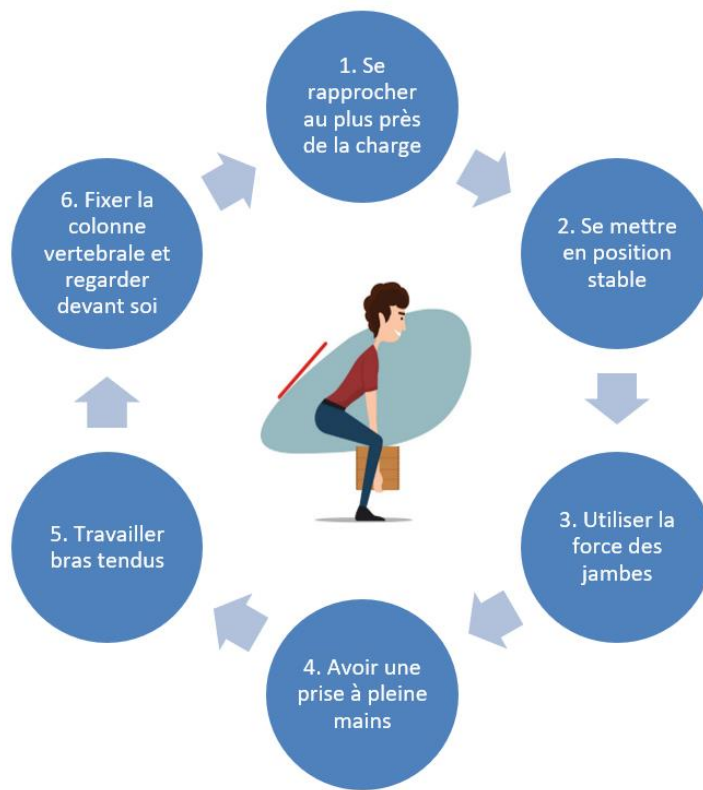 1. Se
rapprocher
au plus près
de la charge
2. Se mettre
en position
stable
3. Utiliser la
force des
jambes
4. Avoir une
prise à pleine
mains
5. Travailler
bras tendus
6. Fixer la
colonne
vertebrale et
regarder
devant soi